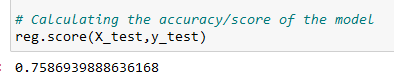 # Calculating the accuracy/score of the model
reg.score(X_test,y_test)
0.7586939888636168